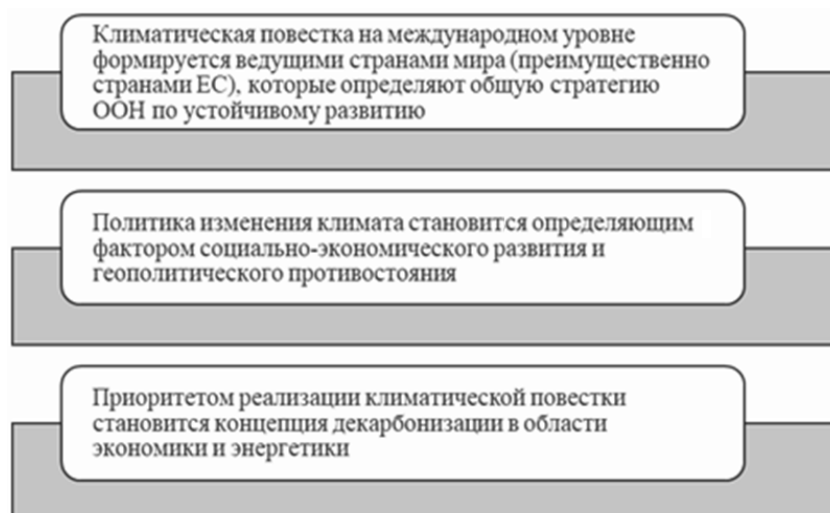 Климатическая повестка на международном уровне
формируется ведущими странами мира (преимущественно
странами ЕС), которые определяют общую стратегию
ООН по устойчивому развитию
Политика изменения климата становится определяющим
фактором социально-экономического развития и
геополитического противостояния
Приоритетом реализации климатической повестки
становится концепция декарбонизации в области
экономики и энергетики